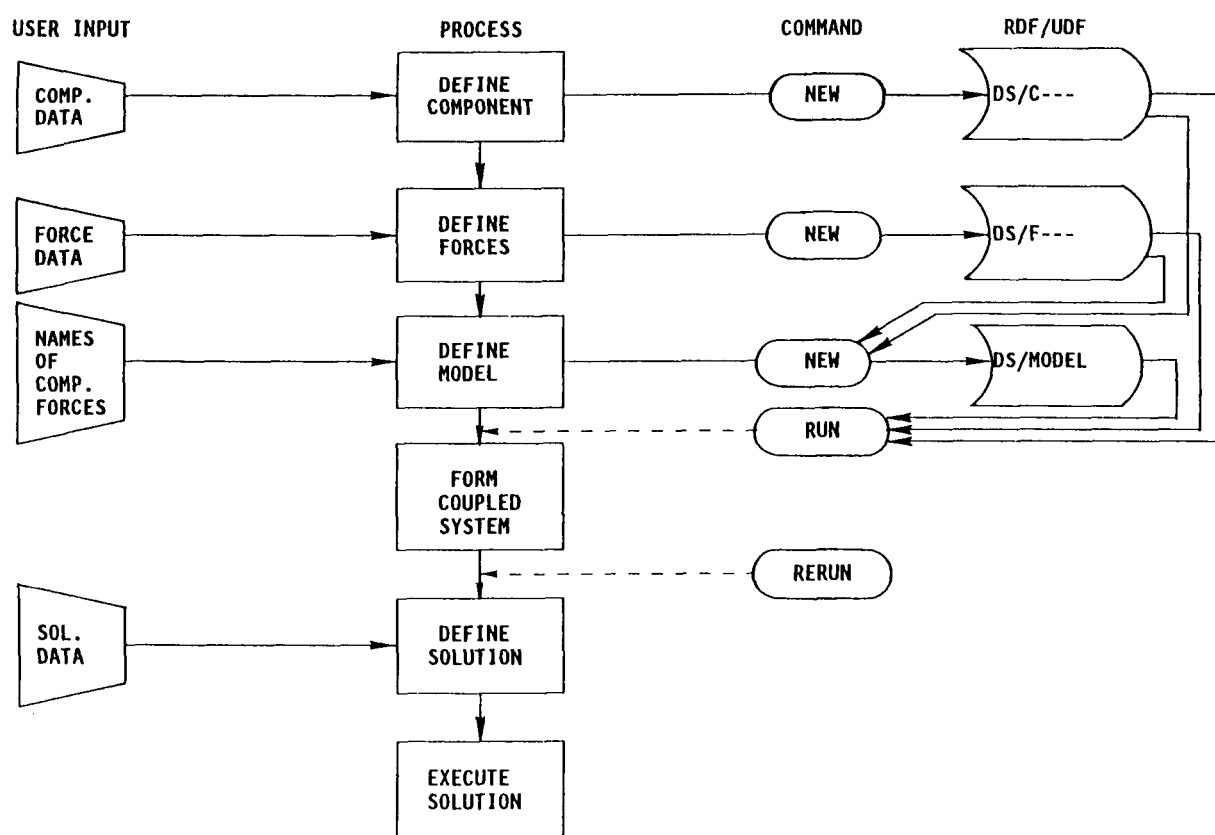 USER INPUT
PROCESS
COMMAND
RDF/UDF
COMP.
DATA
DEFINE
COMPONENT
NEW
DS/C---
FORCE
DATA
DEFINE
FORCES
NEW
DS/F---
NAMES
OF
COMP.
FORCES
DEFINE
MODEL
NEW
DS/MODEL
RUN
FORM
COUPLED
SYSTEM
RERUN
SOL.
DATA
DEFINE
SOLUTION
EXECUTE
SOLUTION